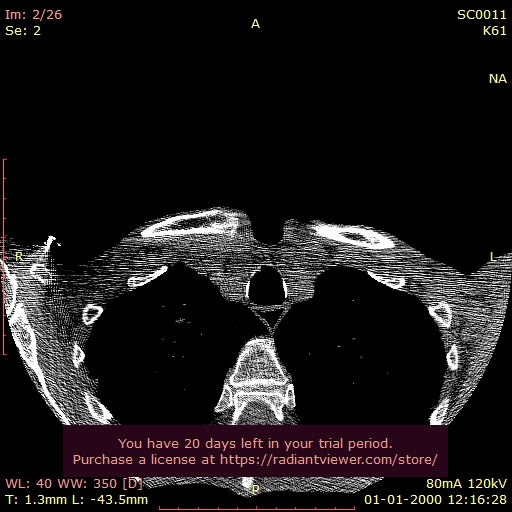 Im: 2/26
Se: 2
A
SC0011
K61
NA
R
L
You have 20 days left in your trial period.
Purchase a license at https://radiantviewer.com/store/
WL: 40 WW: 350 [D]
T: 1.3mm L: -43.5mm
P
80mA 120kV
01-01-2000 12:16:28